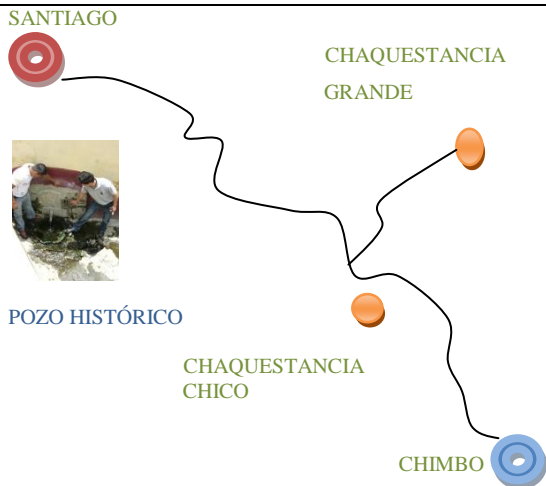 SANTIAGO
CHAQUESTANCIA
GRANDE
POZO HISTÓRICO
CHAQUESTANCIA
CHICO
CHIMBO